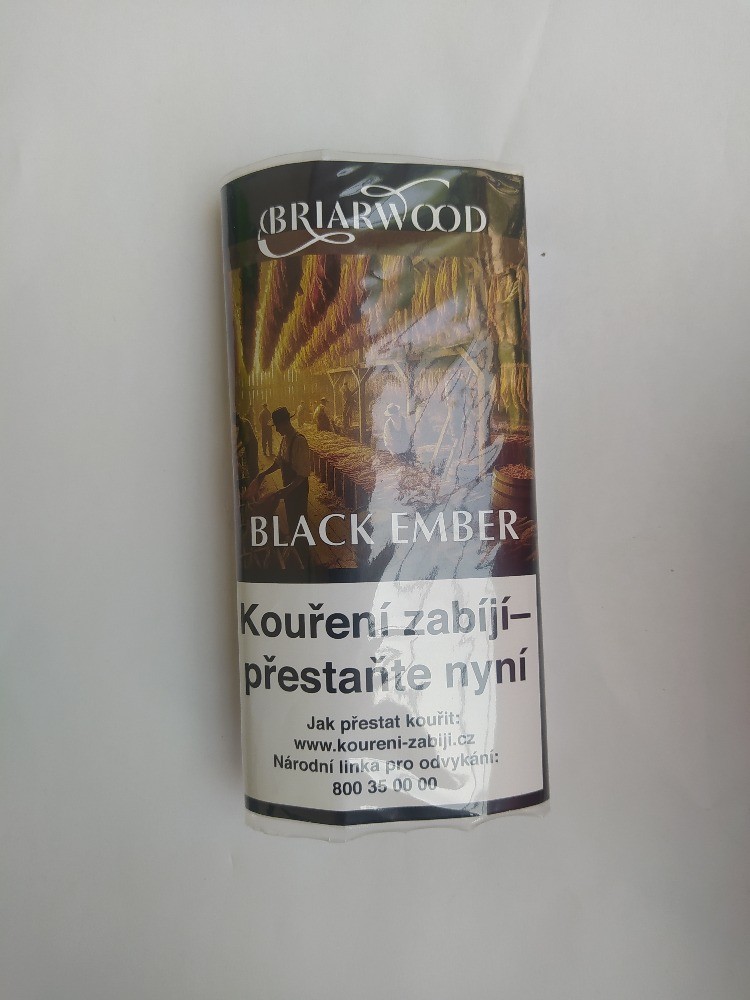 BRIARWOOD
BLACK EMBER
Kouření zabíjí–
přestaňte nyní
Jak přestat kouřit:
www.koureni-zabiji.cz
Národní linka pro odvykání:
800 35 00 00